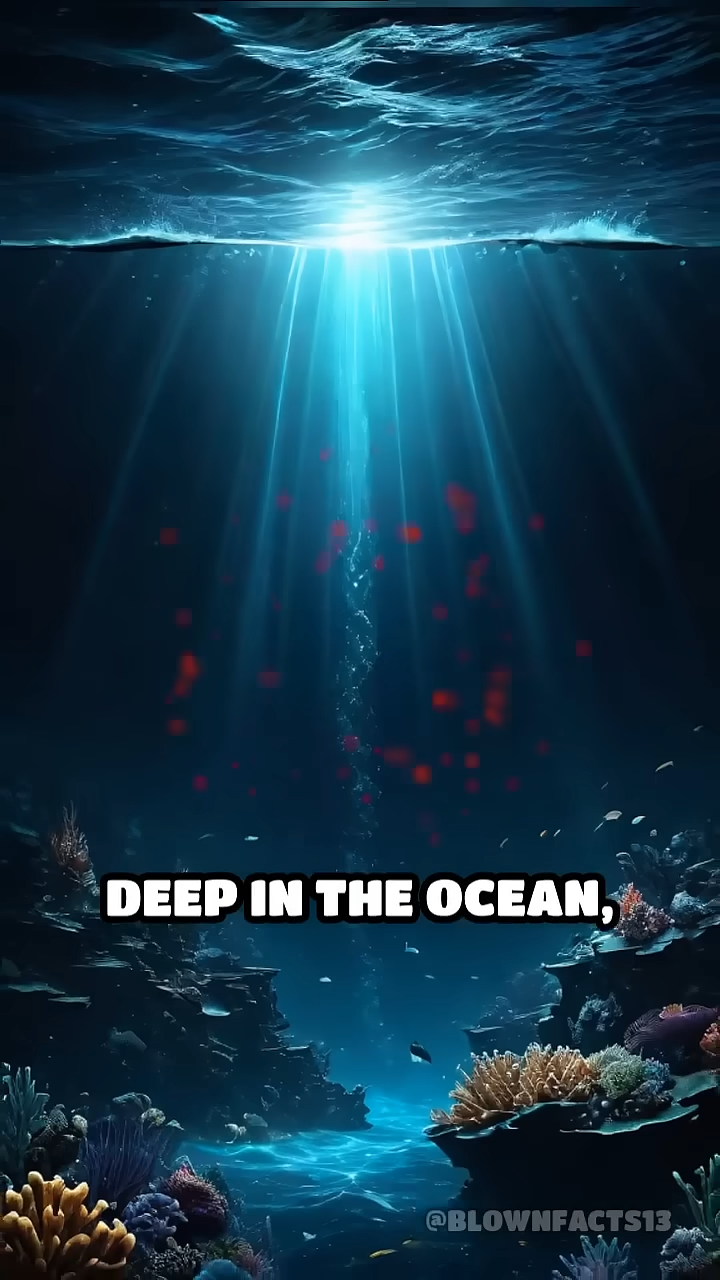 DEEP IN THE OCEAN,
@BLOWNFACTS13